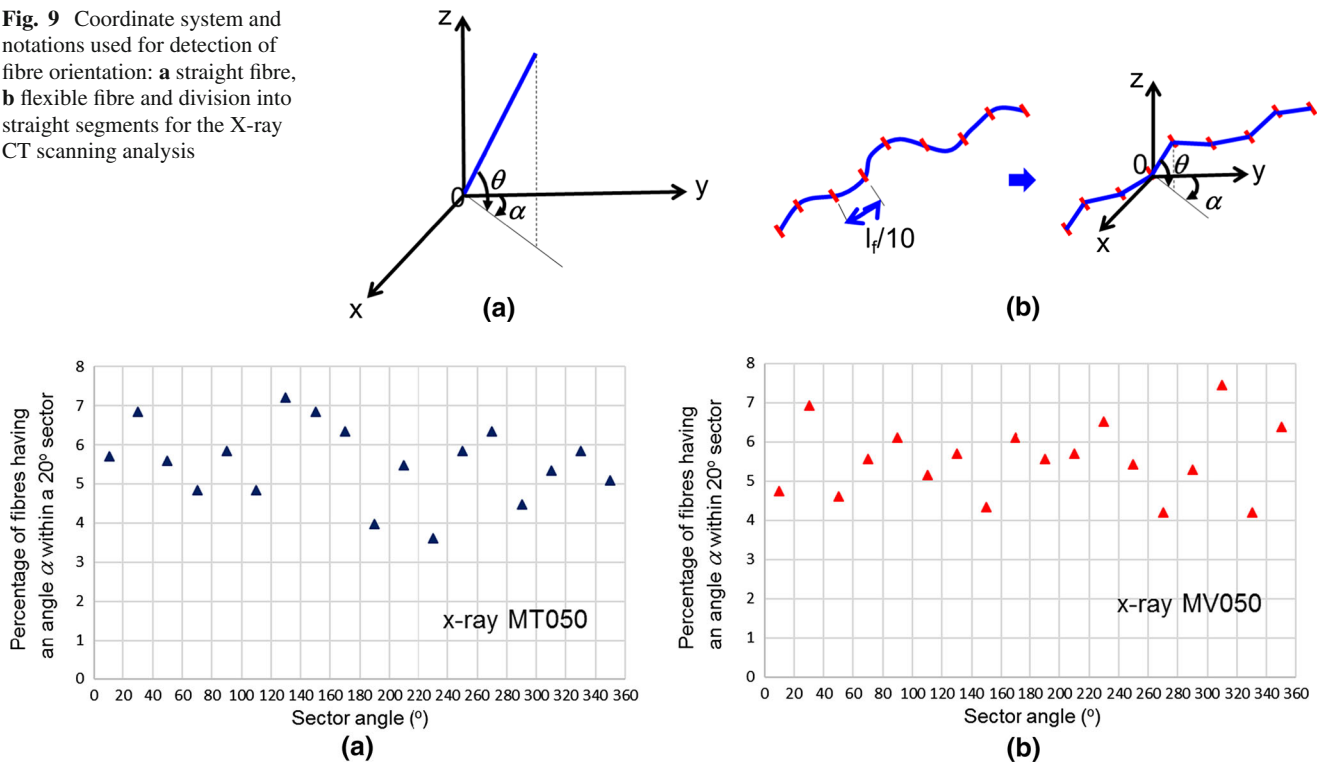 Fig. 9 Coordinate system and
notations used for detection of
fibre orientation: a straight fibre,
b flexible fibre and division into
straight segments for the X-ray
CT scanning analysis
z
0
θ
α
y
x
(a)
l_f/10
z
0
θ
α
y
x
(b)
Percentage of fibres having
an angle α within a 20º sector
8
7
6
5
4
3
2
1
0
x-ray MT050
0 20 40 60 80 100 120 140 160 180 200 220 240 260 280 300 320 340 360
Sector angle (º)
(a)
Percentage of fibres having
an angle α within 20º sector
8
7
6
5
4
3
2
1
0
x-ray MV050
0 20 40 60 80 100 120 140 160 180 200 220 240 260 280 300 320 340 360
Sector angle (º)
(b)